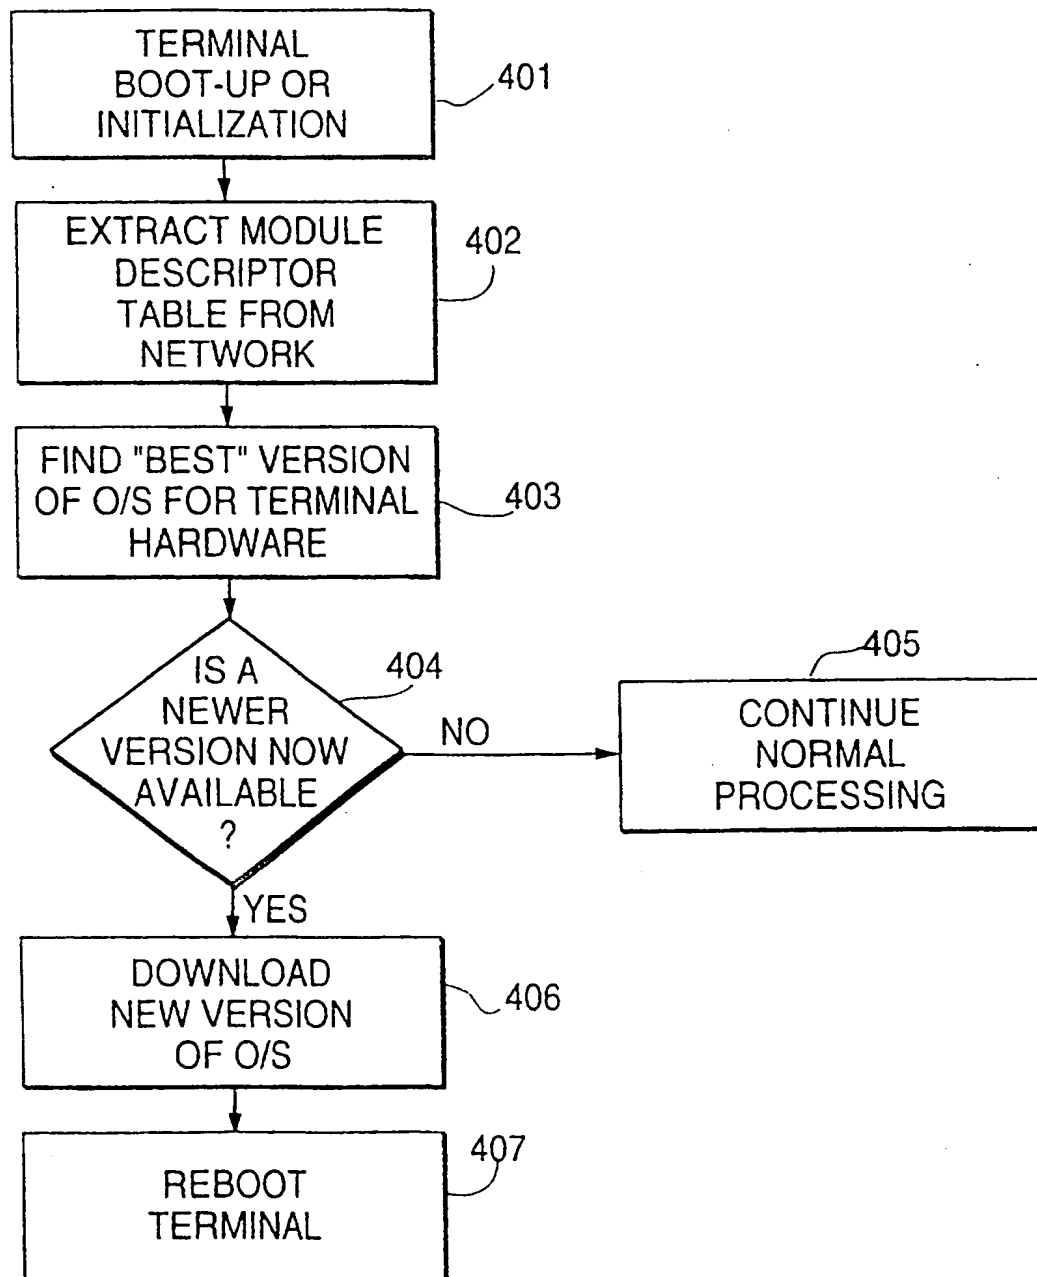 TERMINAL
BOOT-UP OR
INITIALIZATION
401
EXTRACT MODULE
DESCRIPTOR
TABLE FROM
NETWORK
402
FIND "BEST" VERSION
OF O/S FOR TERMINAL
HARDWARE
403
IS A
NEWER
VERSION NOW
AVAILABLE
?
404
NO
405
CONTINUE
NORMAL
PROCESSING
YES
DOWNLOAD
NEW VERSION
OF O/S
406
REBOOT
TERMINAL
407